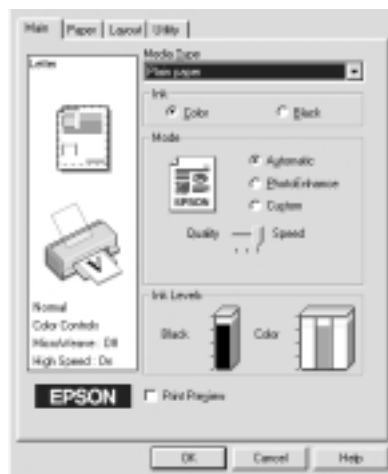 Main Paper Layout Utility
Letter
Media Type
Plain paper
Ink
Color Black
Mode
Automatic
PhotoEnhance
Custom
EPSON
Quality Speed
Normal
Color Controls
MicroWeave : Off
High Speed : On
Ink Levels
Black Color
EPSON
Print Preview
OK Cancel Help